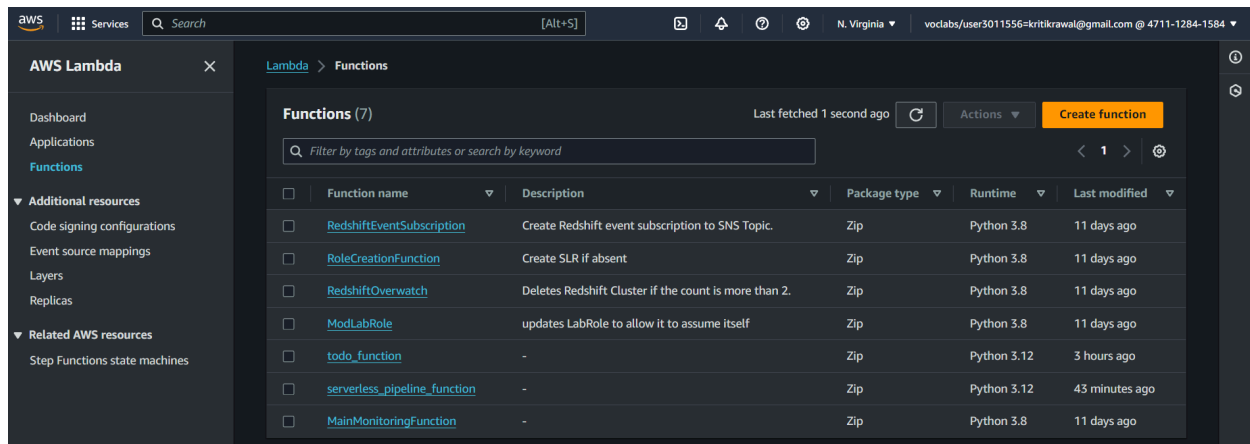 aws Services Search [Alt+S] N. Virginia ▼ voclabs/user3011556=kritikrawal@gmail.com @ 4711-1284-1584 ▼
AWS Lambda
Dashboard
Applications
Functions
▼ Additional resources
Code signing configurations
Event source mappings
Layers
Replicas
▼ Related AWS resources
Step Functions state machines
Lambda > Functions
Functions (7) Last fetched 1 second ago Actions ▼ Create function
Filter by tags and attributes or search by keyword < 1 >
Function name Description Package type Runtime Last modified
RedshiftEventSubscription Create Redshift event subscription to SNS Topic. Zip Python 3.8 11 days ago
RoleCreationFunction Create SLR if absent Zip Python 3.8 11 days ago
RedshiftOverwatch Deletes Redshift Cluster if the count is more than 2. Zip Python 3.8 11 days ago
ModLabRole updates LabRole to allow it to assume itself Zip Python 3.8 11 days ago
todo_function - Zip Python 3.12 3 hours ago
serverless_pipeline_function - Zip Python 3.12 43 minutes ago
MainMonitoringFunction - Zip Python 3.8 11 days ago